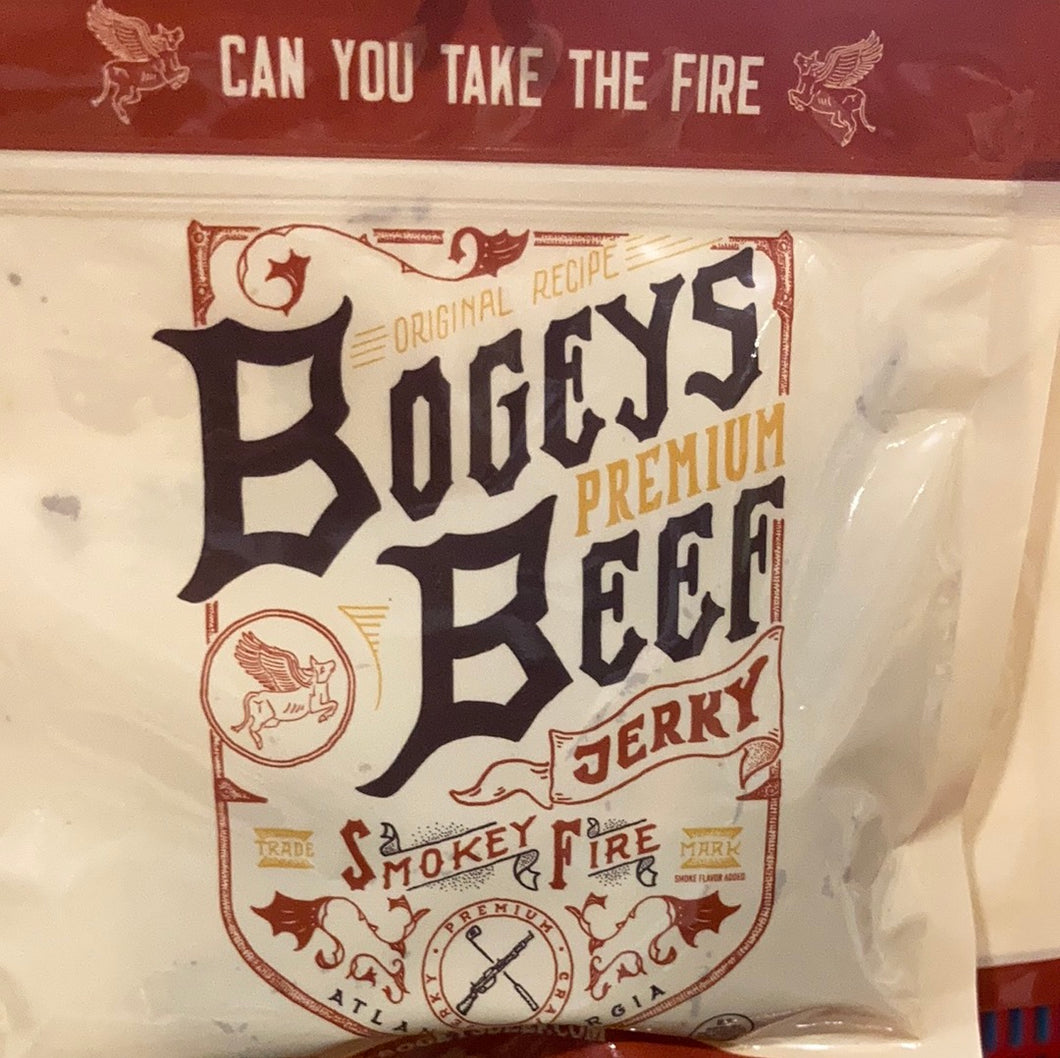 CAN YOU TAKE THE FIRE
ORIGINAL RECIPE
BOGEYS
PREMIUM
BEEF
JERKY
TRADE
SMOKEY FIRE
MARK
SMOKE FLAVOR ADDED
PREMIUM